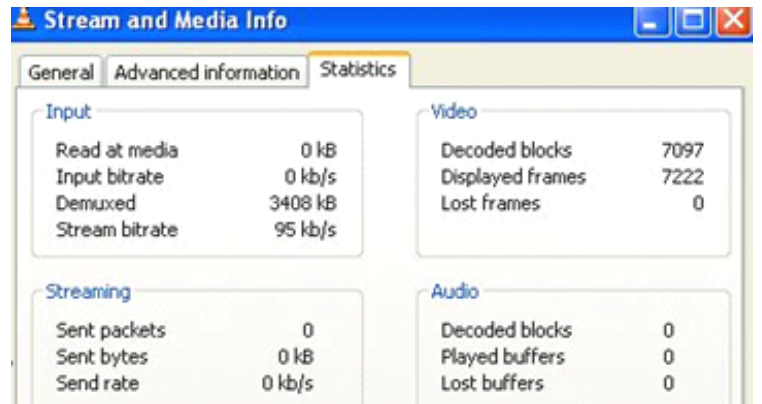 Stream and Media Info
General Advanced information Statistics
Input
Read at media 0 kB
Input bitrate 0 kb/s
Demuxed 3408 kB
Stream bitrate 95 kb/s
Video
Decoded blocks 7097
Displayed frames 7222
Lost frames 0
Streaming
Sent packets 0
Sent bytes 0 kB
Send rate 0 kb/s
Audio
Decoded blocks 0
Played buffers 0
Lost buffers 0